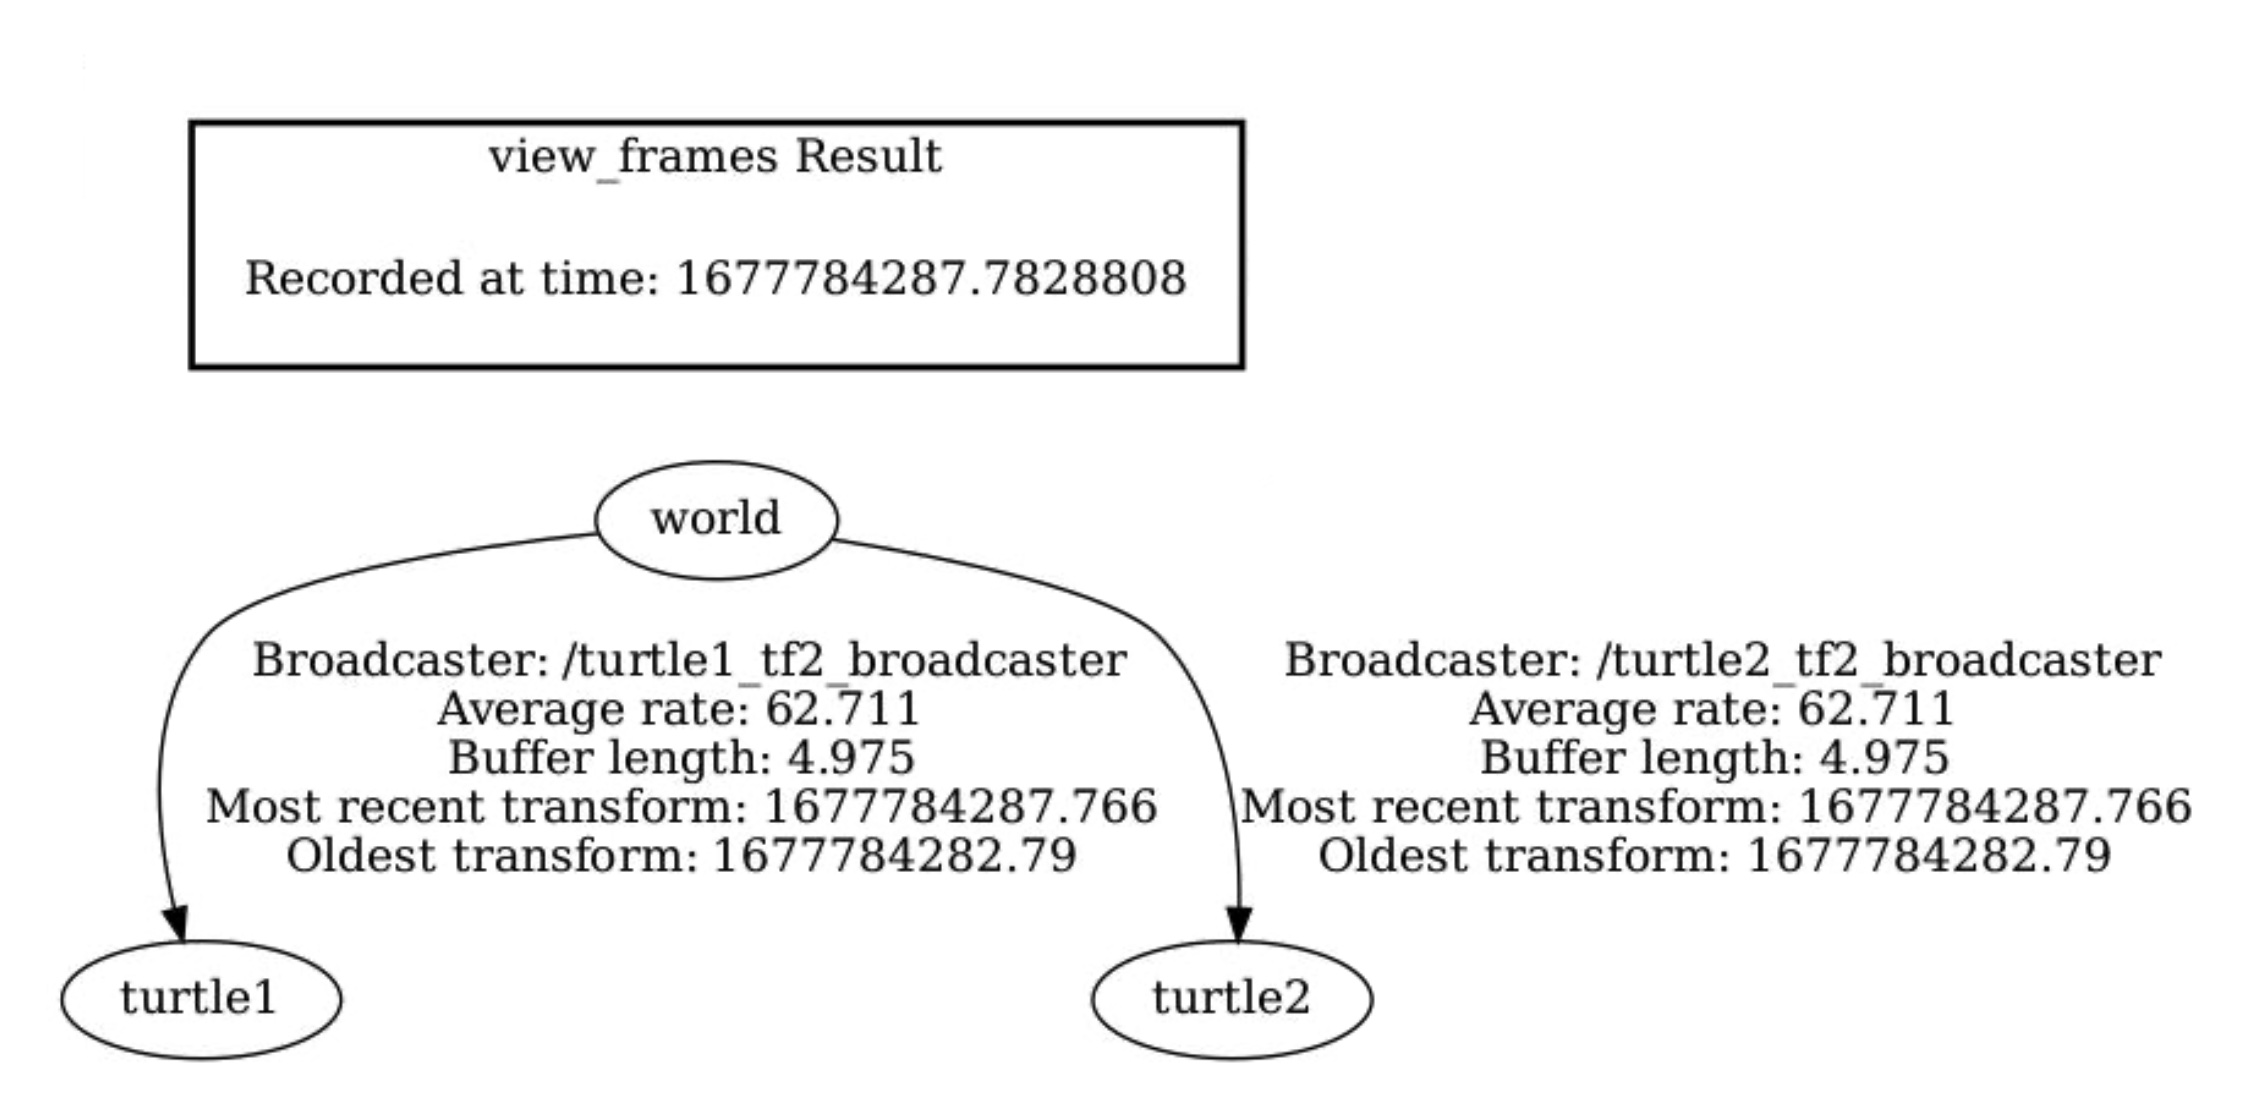 view_frames Result
Recorded at time: 1677784287.7828808
world
Broadcaster: /turtle1_tf2_broadcaster
Average rate: 62.711
Buffer length: 4.975
Most recent transform: 1677784287.766
Oldest transform: 1677784282.79
Broadcaster: /turtle2_tf2_broadcaster
Average rate: 62.711
Buffer length: 4.975
Most recent transform: 1677784287.766
Oldest transform: 1677784282.79
turtle1
turtle2